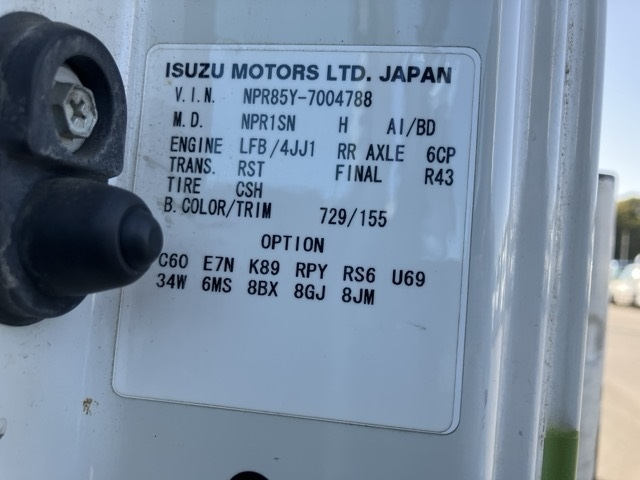 ISUZU MOTORS LTD. JAPAN
V.I.N. NPR85Y-7004788
M.D. NPR1SN H AI/BD
ENGINE LFB/4JJ1 RR AXLE 6CP
TRANS. RST FINAL R43
TIRE CSH
B.COLOR/TRIM 729/155
OPTION
C60 E7N K89 RPY RS6 U69
34W 6MS 8BX 8GJ 8JM